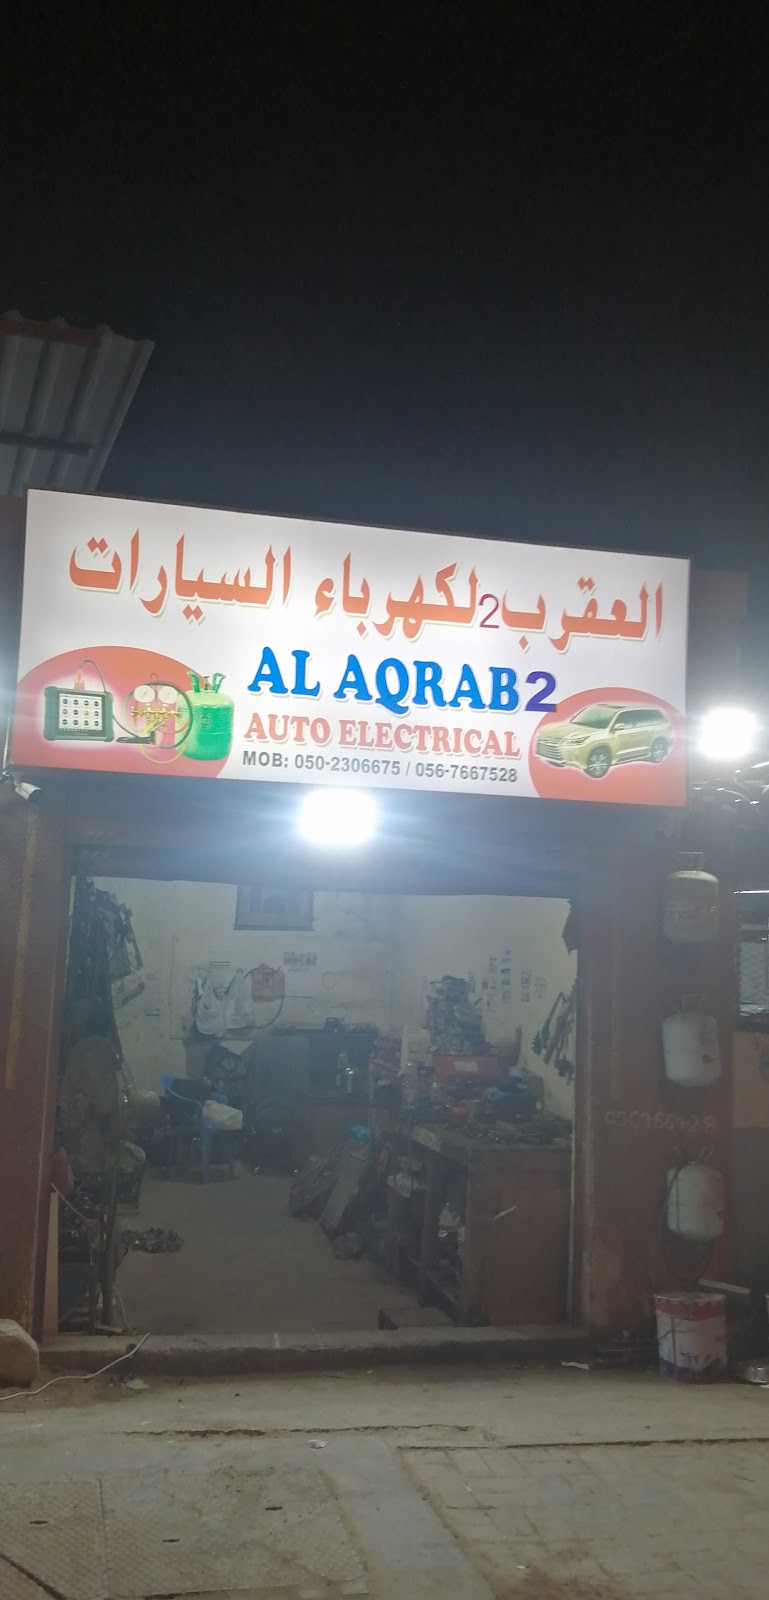 العقرب 2 لكهرباء السيارات
AL AQRAB 2
AUTO ELECTRICAL
MOB: 050-2306675 / 056-7667528